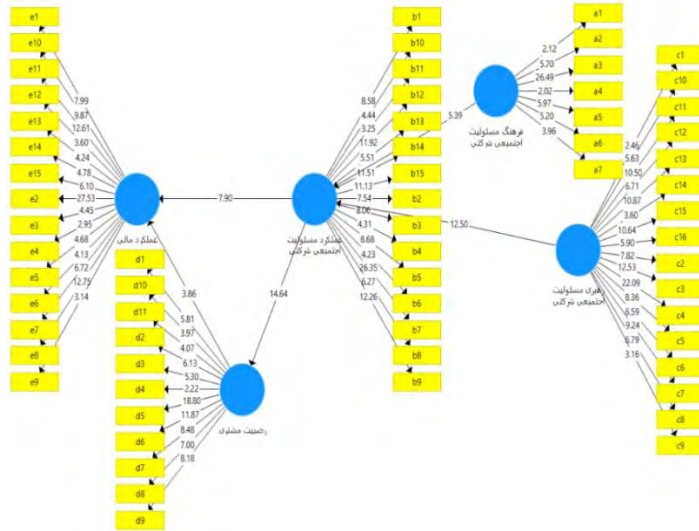 e1
e10
e11
e12
e13
e14
e15
e2
e3
e4
e5
e6
e7
e8
e9
7.99
9.87
12.61
3.60
4.24
4.78
6.10
27.53
4.45
2.95
4.68
4.13
6.72
12.75
3.14
عملکرد مالی
7.90
3.86
14.64
d1
d10
d11
d2
d3
d4
d5
d6
d7
d8
d9
5.81
3.97
4.07
6.13
5.30
2.22
18.80
11.87
8.48
7.00
8.18
رضایت مشتری
عملکرد مسئولیت
اجتماعی شرکتی
8.58
4.44
3.25
11.92
5.51
11.51
11.13
7.54
8.06
4.31
8.68
4.23
26.35
6.27
12.26
b1
b10
b11
b12
b13
b14
b15
b2
b3
b4
b5
b6
b7
b8
b9
5.39
12.50
فرهنگ مسئولیت
اجتماعی شرکتی
2.12
5.70
26.49
2.02
5.97
5.20
3.96
a1
a2
a3
a4
a5
a6
a7
رهبری مسئولیت
اجتماعی شرکتی
2.46
5.63
10.50
6.71
10.87
3.60
10.64
5.90
7.82
12.53
22.09
8.36
6.59
9.24
6.79
3.16
c1
c10
c11
c12
c13
c14
c15
c16
c2
c3
c4
c5
c6
c7
c8
c9